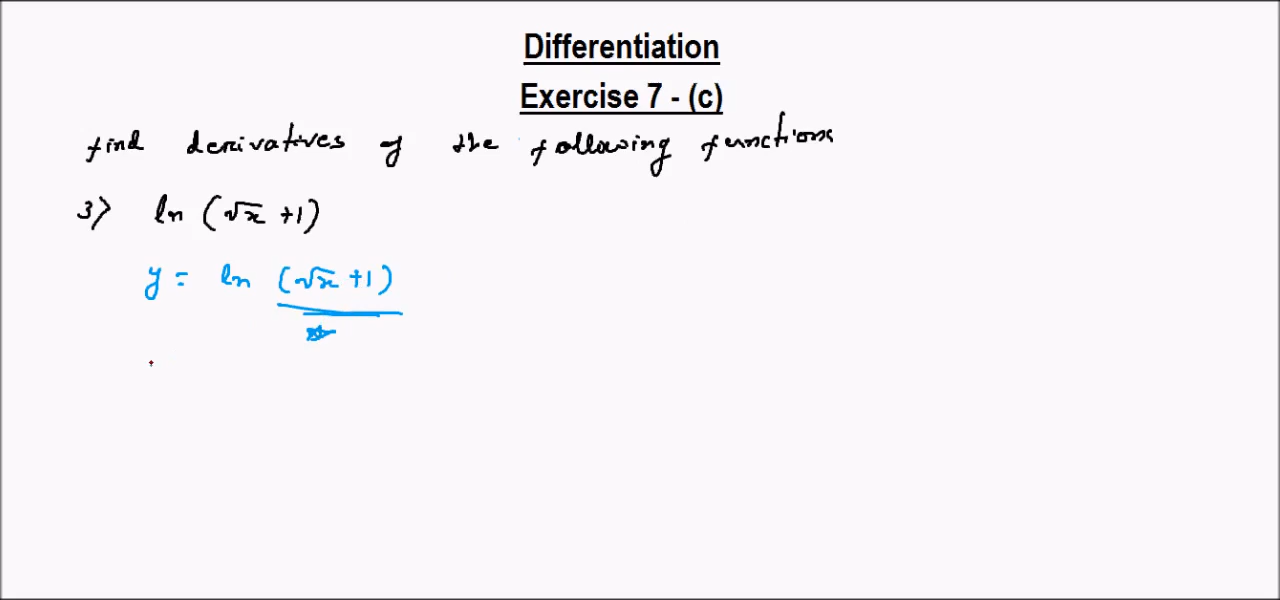 Differentiation
Exercise 7 - (c)
find derivatives of the following functions
3) ln (√x +1)
y = ln (√x +1)